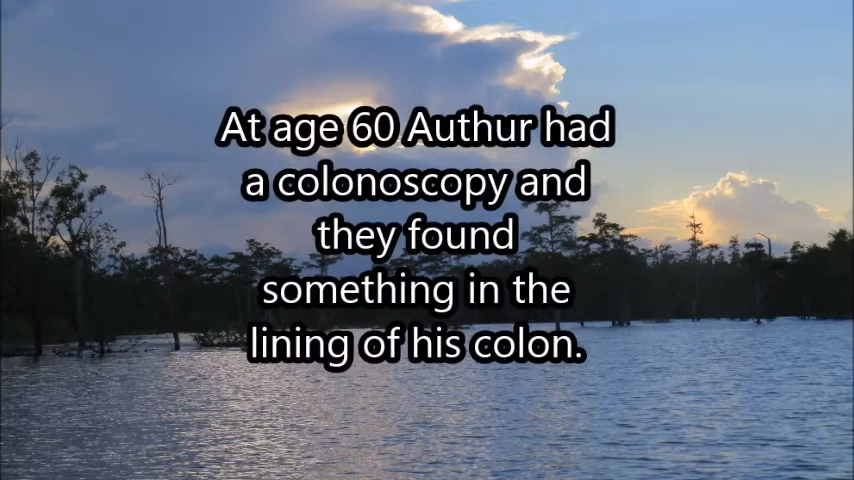 At age 60 Authur had
a colonoscopy and
they found
something in the
lining of his colon.